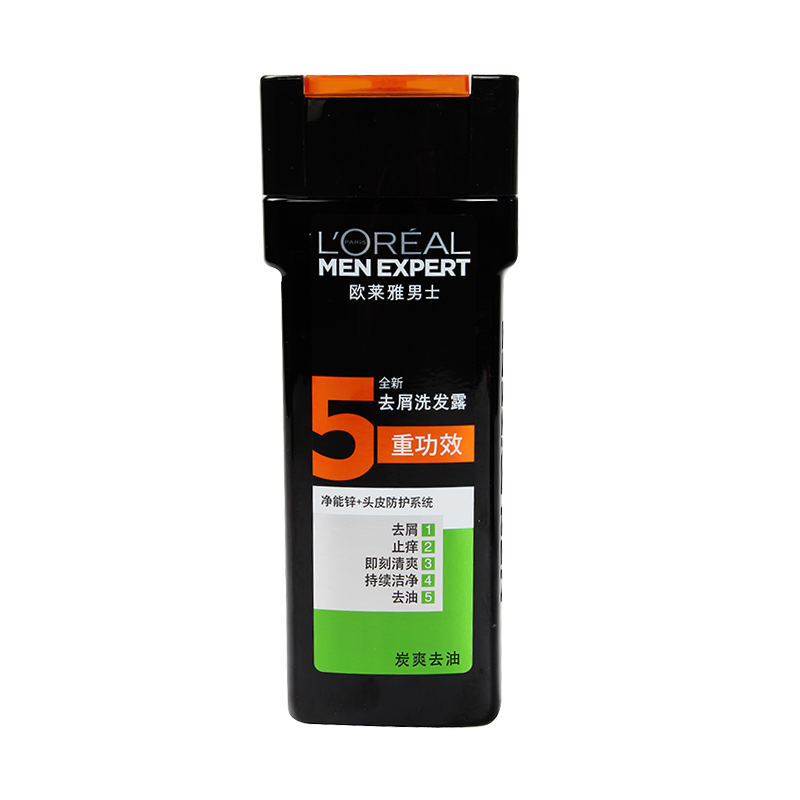 L'ORÉAL
PARIS
MEN EXPERT
欧莱雅男士
全新
去屑洗发露
5
重功效
净能锌+头皮防护系统
去屑 1
止痒 2
即刻清爽 3
持续洁净 4
去油 5
炭爽去油